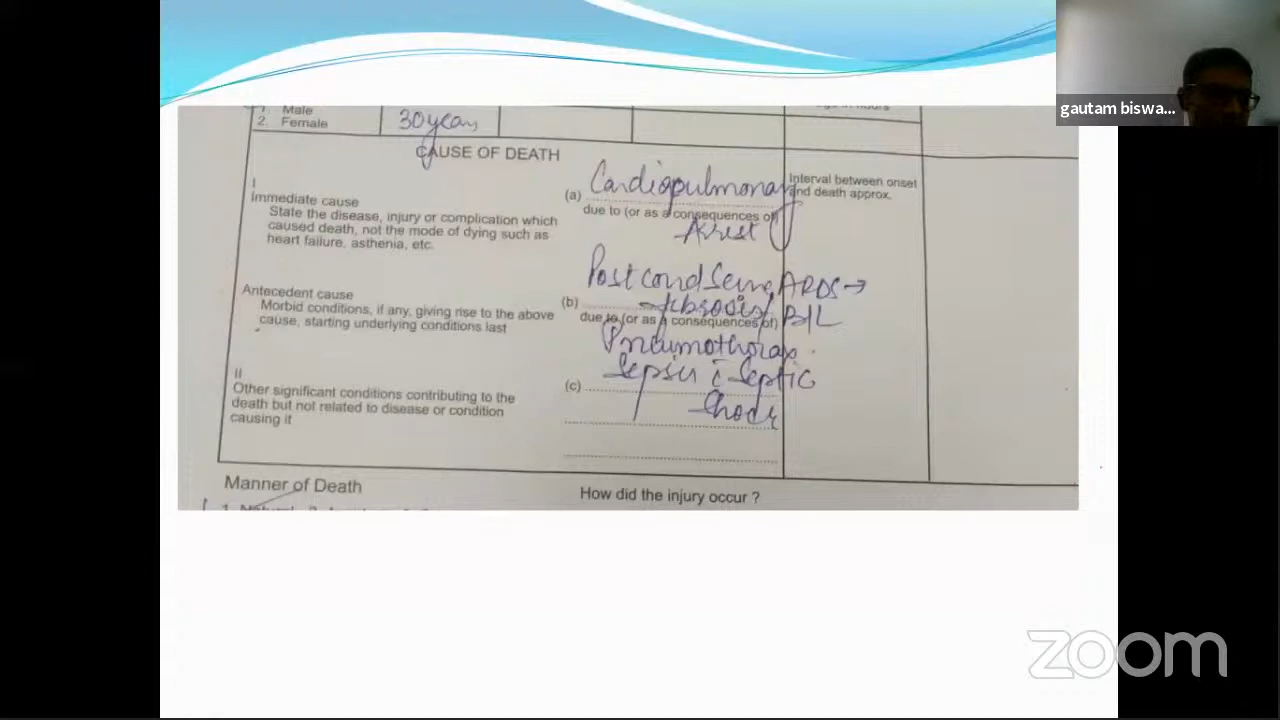 gautam biswa...
1. Male
2. Female
30 years
CAUSE OF DEATH
I
Immediate cause
State the disease, injury or complication which
caused death, not the mode of dying such as
heart failure, asthenia, etc.
(a) Cardiopulmonary
due to (or as a consequences of)
Arrest
Interval between onset
and death approx.
Antecedent cause
Morbid conditions, if any, giving rise to the above
cause, starting underlying conditions last
Post ARDS →
(b) fibrosis/ B/L
due to (or as a consequences of)
Pneumothorax
II
Other significant conditions contributing to the
death but not related to disease or condition
causing it
Sepsis c̄ Septic
(c)
Shock
Manner of Death
How did the injury occur ?
zoom